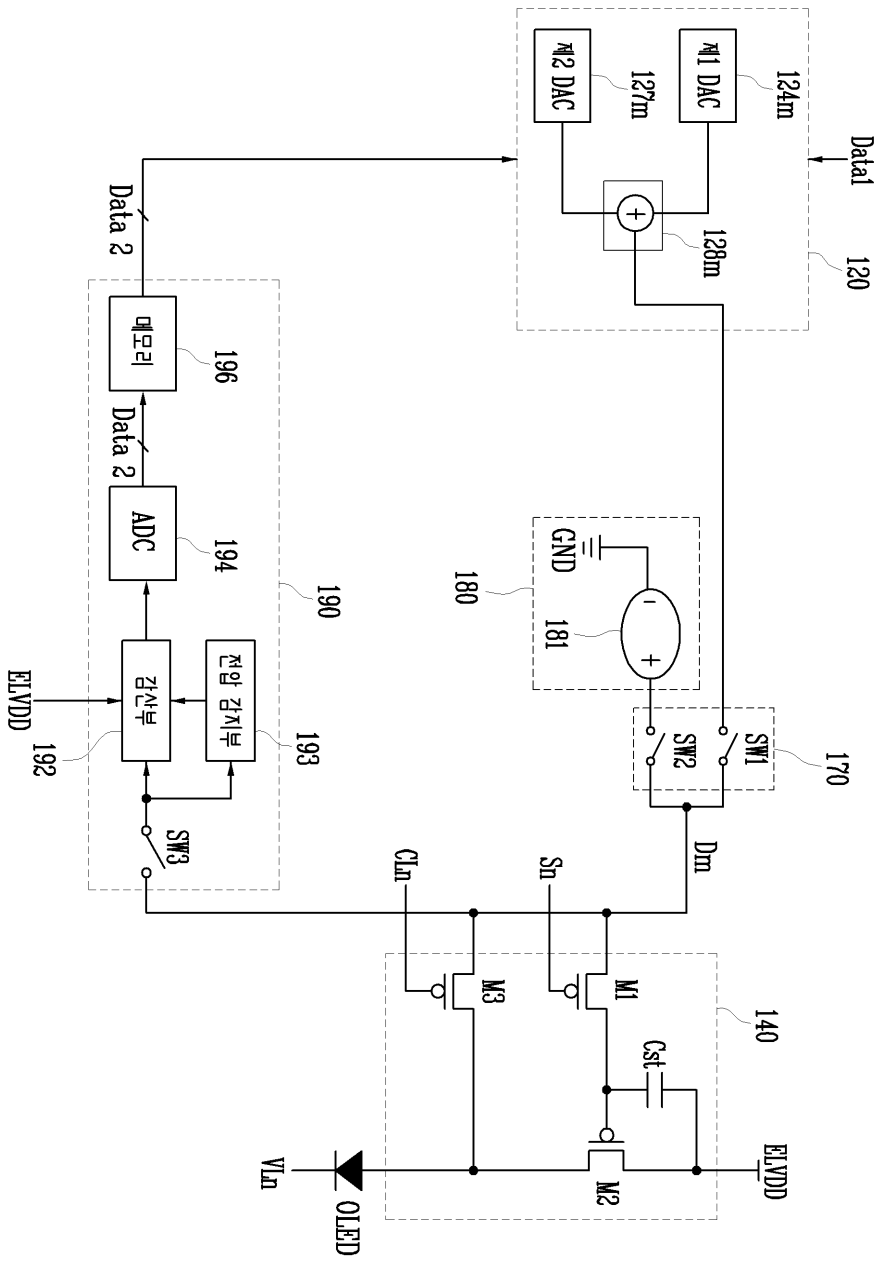 Data1
120
제1 DAC
124m
제2 DAC
127m
128m
Data 2
190
메모리
196
Data 2
ADC
194
감산부
192
전압 감지부
193
ELVDD
SW3
180
GND
181
−
+
170
SW1
SW2
Dm
Sn
CLn
140
M1
M3
Cst
M2
ELVDD
OLED
VLn
+